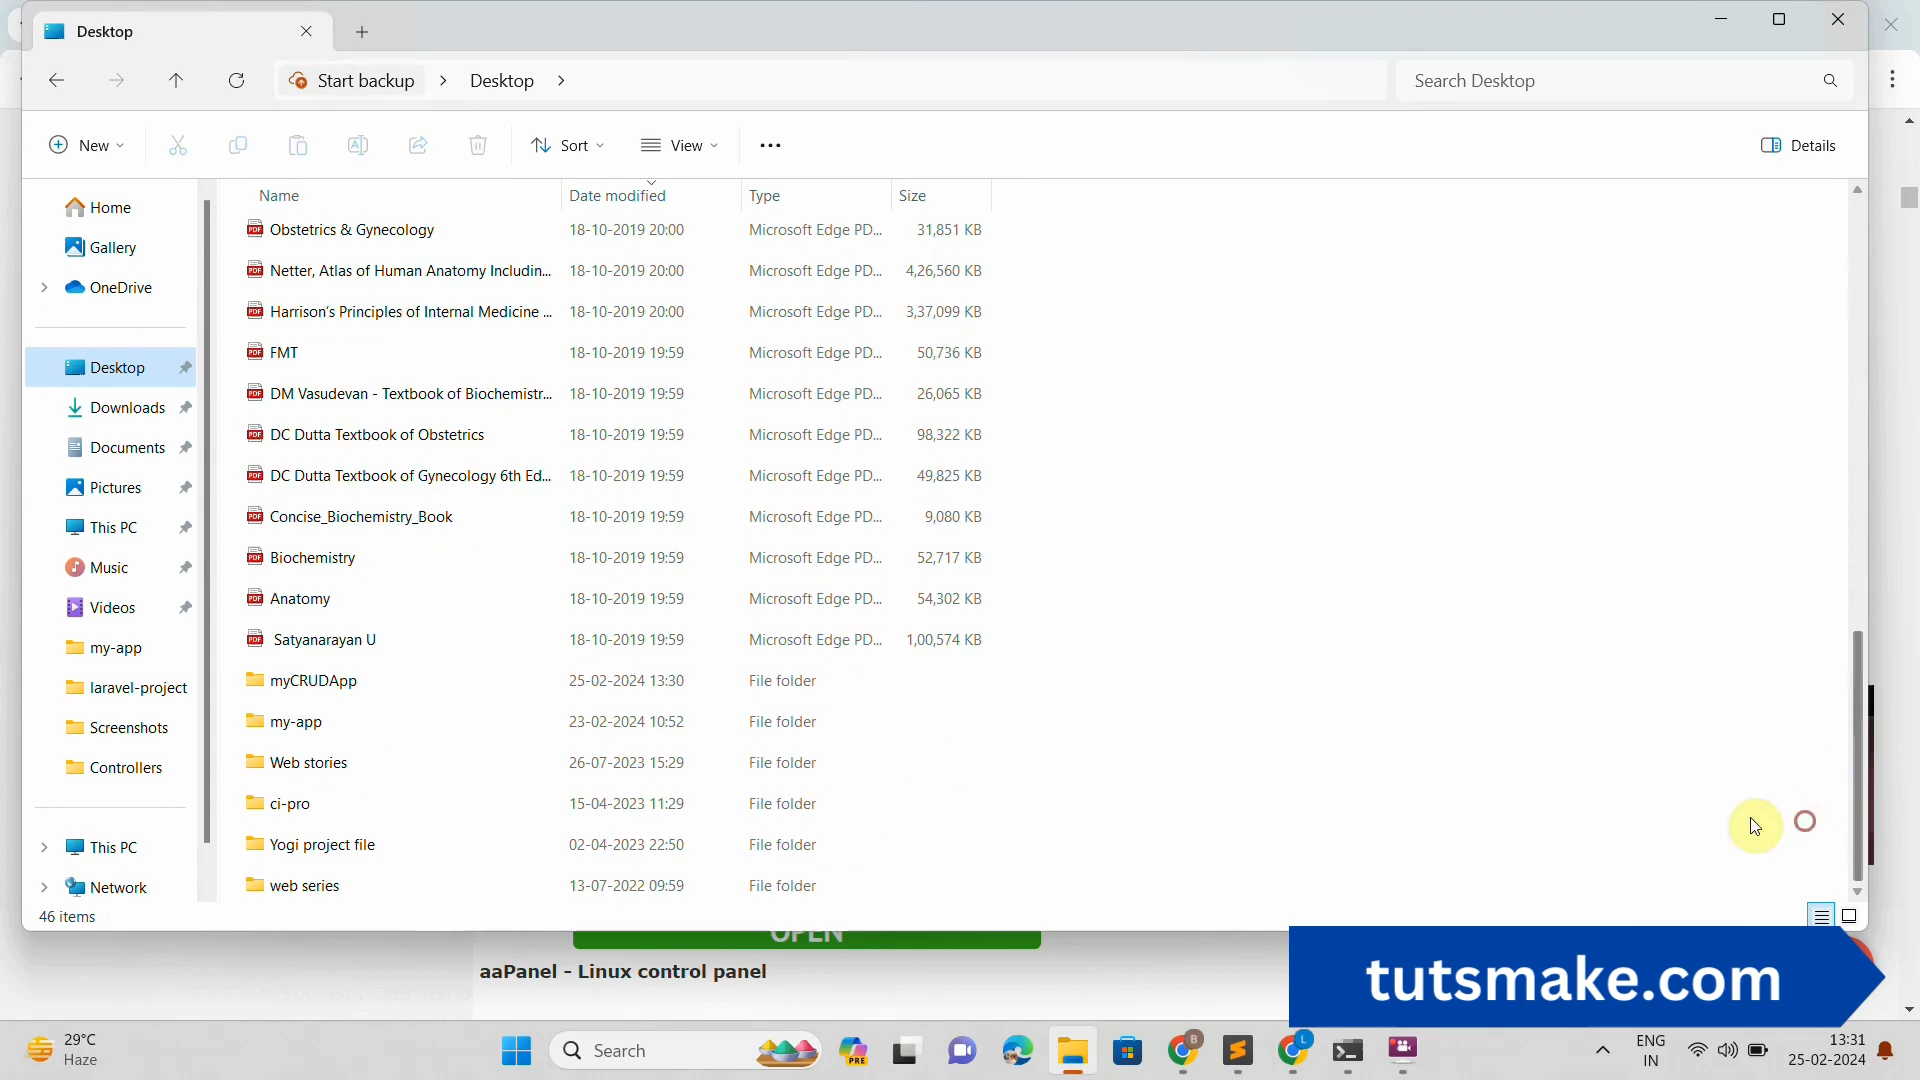 Desktop
Start backup
Desktop
Search Desktop
New
Sort
View
Details
Name Date modified Type Size
Home
Gallery
OneDrive
Desktop
Downloads
Documents
Pictures
This PC
Music
Videos
my-app
laravel-project
Screenshots
Controllers
This PC
Network
Obstetrics & Gynecology 18-10-2019 20:00 Microsoft Edge PD... 31,851 KB
Netter, Atlas of Human Anatomy Includin... 18-10-2019 20:00 Microsoft Edge PD... 4,26,560 KB
Harrison's Principles of Internal Medicine ... 18-10-2019 20:00 Microsoft Edge PD... 3,37,099 KB
FMT 18-10-2019 19:59 Microsoft Edge PD... 50,736 KB
DM Vasudevan - Textbook of Biochemistr... 18-10-2019 19:59 Microsoft Edge PD... 26,065 KB
DC Dutta Textbook of Obstetrics 18-10-2019 19:59 Microsoft Edge PD... 98,322 KB
DC Dutta Textbook of Gynecology 6th Ed... 18-10-2019 19:59 Microsoft Edge PD... 49,825 KB
Concise_Biochemistry_Book 18-10-2019 19:59 Microsoft Edge PD... 9,080 KB
Biochemistry 18-10-2019 19:59 Microsoft Edge PD... 52,717 KB
Anatomy 18-10-2019 19:59 Microsoft Edge PD... 54,302 KB
Satyanarayan U 18-10-2019 19:59 Microsoft Edge PD... 1,00,574 KB
myCRUDApp 25-02-2024 13:30 File folder
my-app 23-02-2024 10:52 File folder
Web stories 26-07-2023 15:29 File folder
ci-pro 15-04-2023 11:29 File folder
Yogi project file 02-04-2023 22:50 File folder
web series 13-07-2022 09:59 File folder
46 items
OPEN
aaPanel - Linux control panel
tutsmake.com
29°C
Haze
Search
PRE
B
L
ENG
IN
13:31
25-02-2024